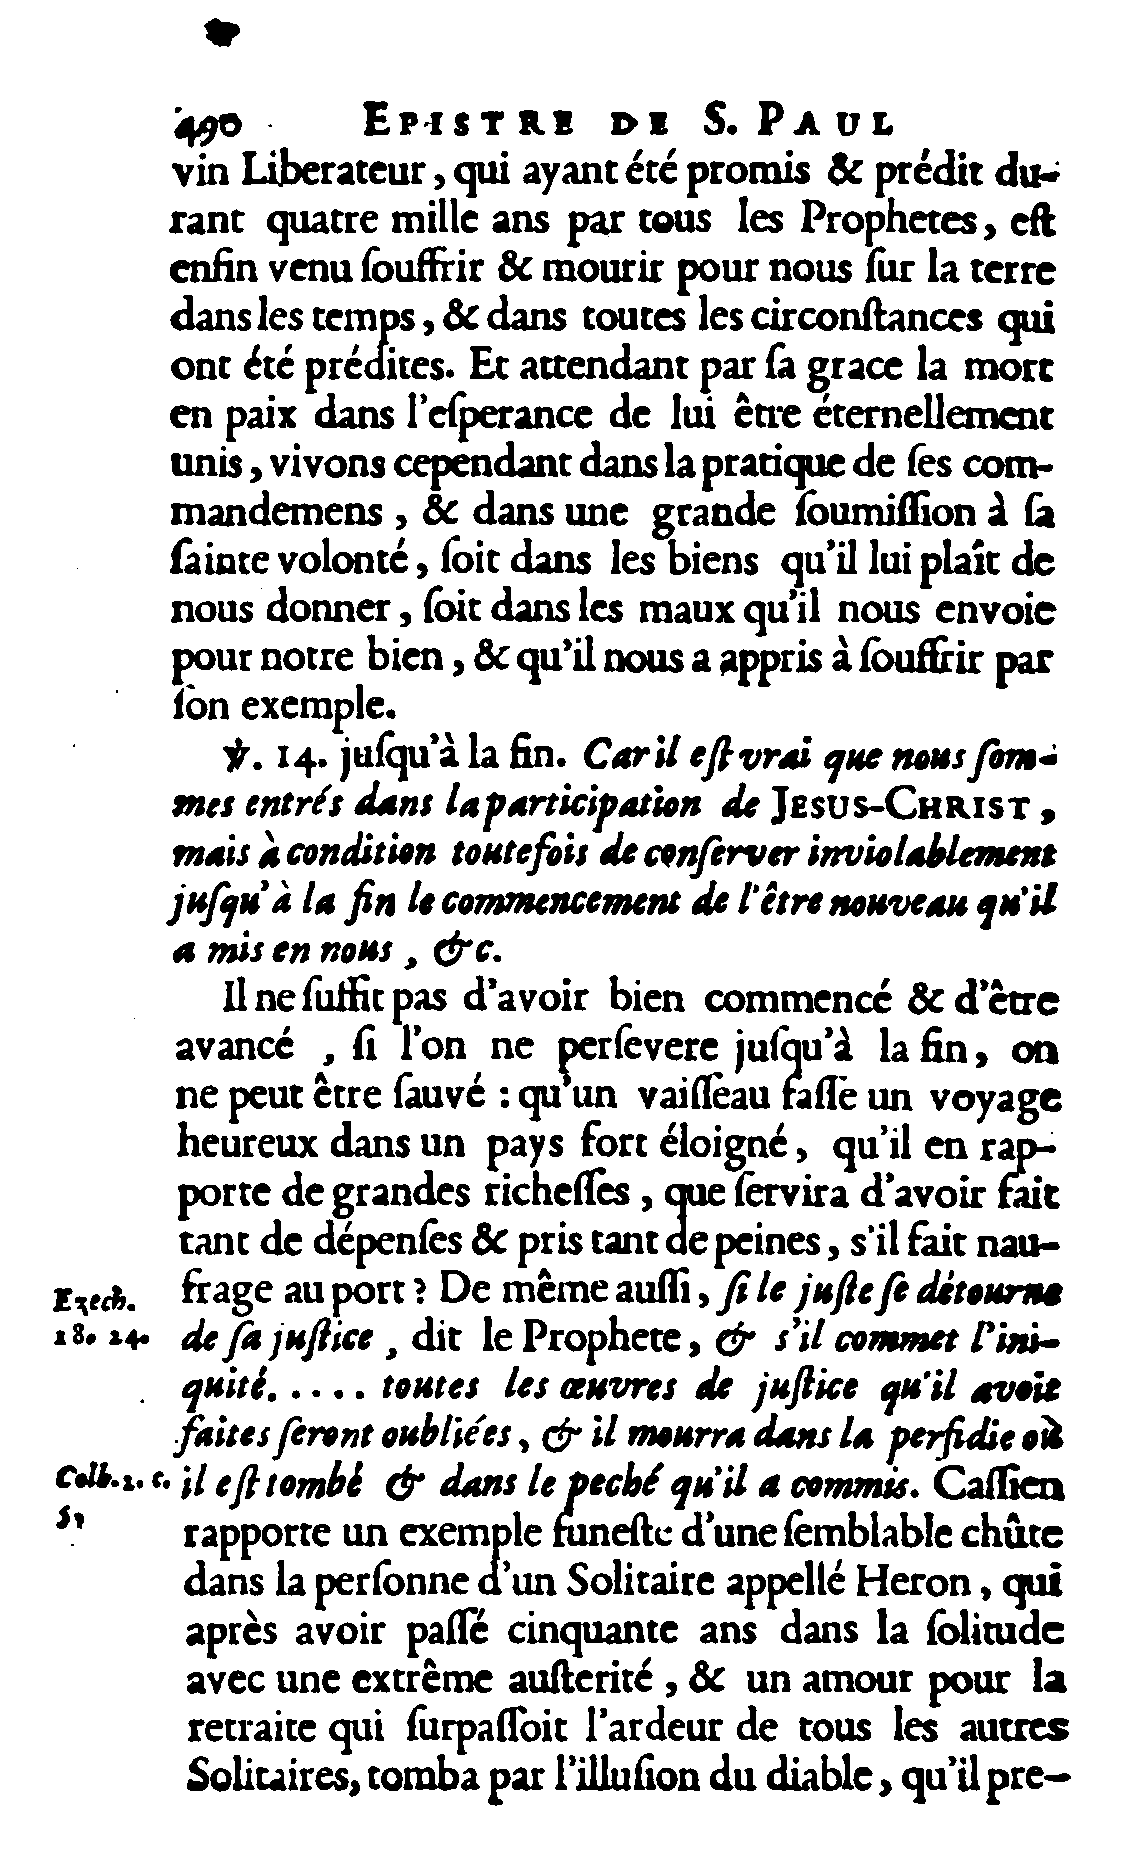 490 EPISTRE DE S. PAUL
vin Liberateur, qui ayant été promis & prédit du-
rant quatre mille ans par tous les Prophetes, eſt
enfin venu ſouffrir & mourir pour nous ſur la terre
dans les temps, & dans toutes les circonſtances qui
ont été prédites. Et attendant par ſa grace la mort
en paix dans l'eſperance de lui être éternellement
unis, vivons cependant dans la pratique de ſes com-
mandemens, & dans une grande ſoumiſſion à ſa
ſainte volonté, ſoit dans les biens qu'il lui plaît de
nous donner, ſoit dans les maux qu'il nous envoie
pour notre bien, & qu'il nous a appris à ſouffrir par
ſon exemple.
℣. 14. juſqu'à la fin. Car il eſt vrai que nous ſom-
mes entrés dans la participation de JESUS-CHRIST,
mais à condition toutefois de conſerver inviolablement
juſqu'à la fin le commencement de l'être nouveau qu'il
a mis en nous, &c.
Il ne ſuffit pas d'avoir bien commencé & d'être
avancé, ſi l'on ne perſevere juſqu'à la fin, on
ne peut être ſauvé : qu'un vaiſſeau faſſe un voyage
heureux dans un pays fort éloigné, qu'il en rap-
porte de grandes richeſſes, que ſervira d'avoir fait
tant de dépenſes & pris tant de peines, s'il fait nau-
frage au port ? De même auſſi, ſi le juſte ſe détourne
Ezech. 18. 24.
de ſa juſtice, dit le Prophete, & s'il commet l'ini-
quité..... toutes les œuvres de juſtice qu'il avoit
faites ſeront oubliées, & il mourra dans la perfidie où
il eſt tombé & dans le peché qu'il a commis. Caſſien
Collt. 2. c. 5.
rapporte un exemple funeſte d'une ſemblable chûte
dans la perſonne d'un Solitaire appellé Heron, qui
après avoir paſſé cinquante ans dans la ſolitude
avec une extrême auſterité, & un amour pour la
retraite qui ſurpaſſoit l'ardeur de tous les autres
Solitaires, tomba par l'illuſion du diable, qu'il pre-